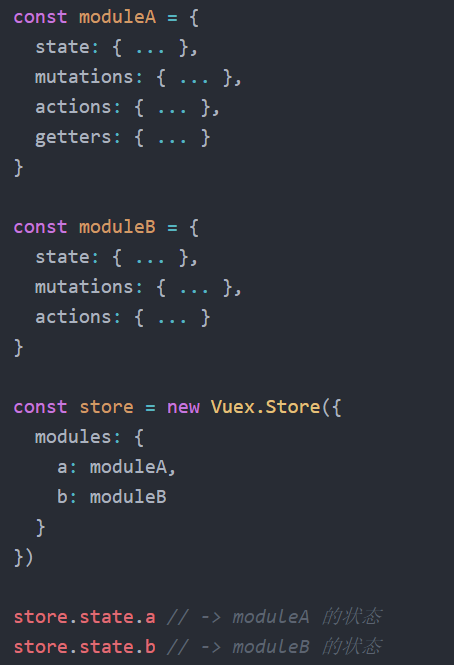 const moduleA = {
  state: { ... },
  mutations: { ... },
  actions: { ... },
  getters: { ... }
}

const moduleB = {
  state: { ... },
  mutations: { ... },
  actions: { ... }
}

const store = new Vuex.Store({
  modules: {
    a: moduleA,
    b: moduleB
  }
})

store.state.a // -> moduleA 的状态
store.state.b // -> moduleB 的状态